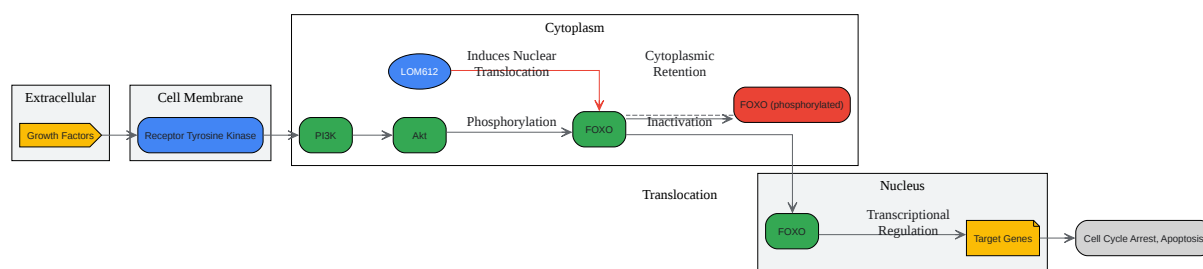 Cytoplasm
Induces Nuclear
Translocation
Cytoplasmic
Retention
LOM612
Extracellular
Cell Membrane
FOXO (phosphorylated)
Growth Factors
Receptor Tyrosine Kinase
PI3K
Akt
Phosphorylation
FOXO
Inactivation
Translocation
Nucleus
FOXO
Transcriptional
Regulation
Target Genes
Cell Cycle Arrest, Apoptosis